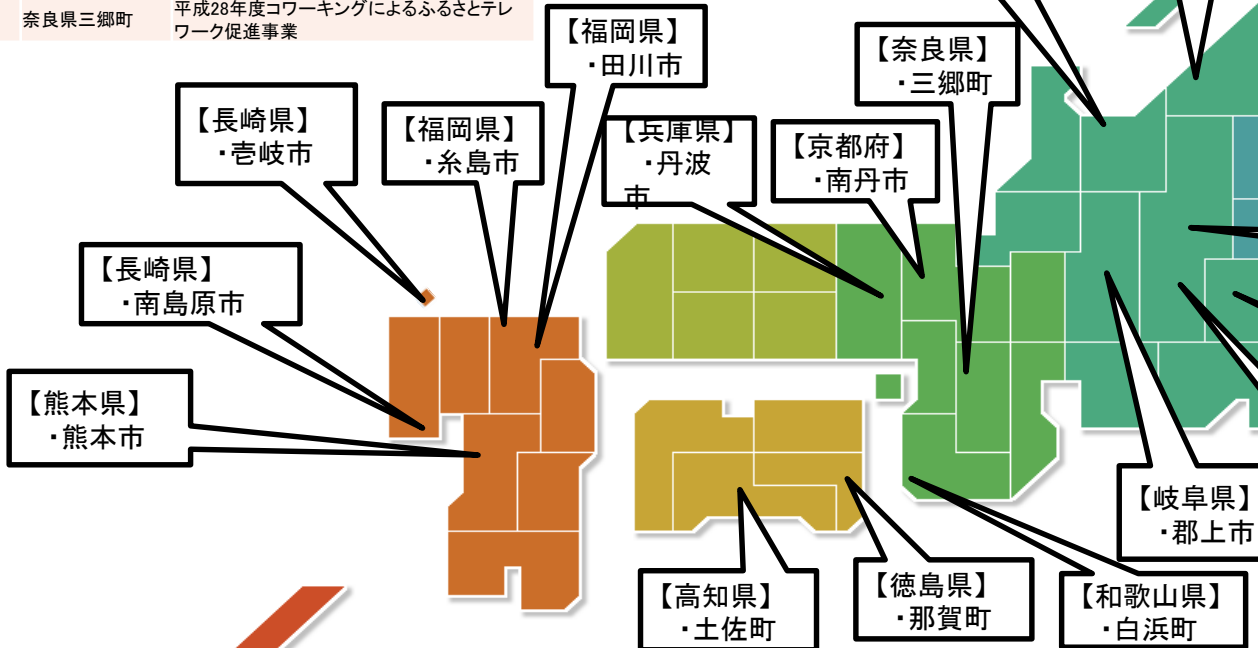 奈良県三郷町
平成28年度コワーキングによるふるさとテレ
ワーク促進事業
【福岡県】
・田川市
【奈良県】
・三郷町
【長崎県】
・壱岐市
【福岡県】
・糸島市
【兵庫県】
・丹波
市
【京都府】
・南丹市
【長崎県】
・南島原市
【熊本県】
・熊本市
【岐阜県】
・郡上市
【高知県】
・土佐町
【徳島県】
・那賀町
【和歌山県】
・白浜町